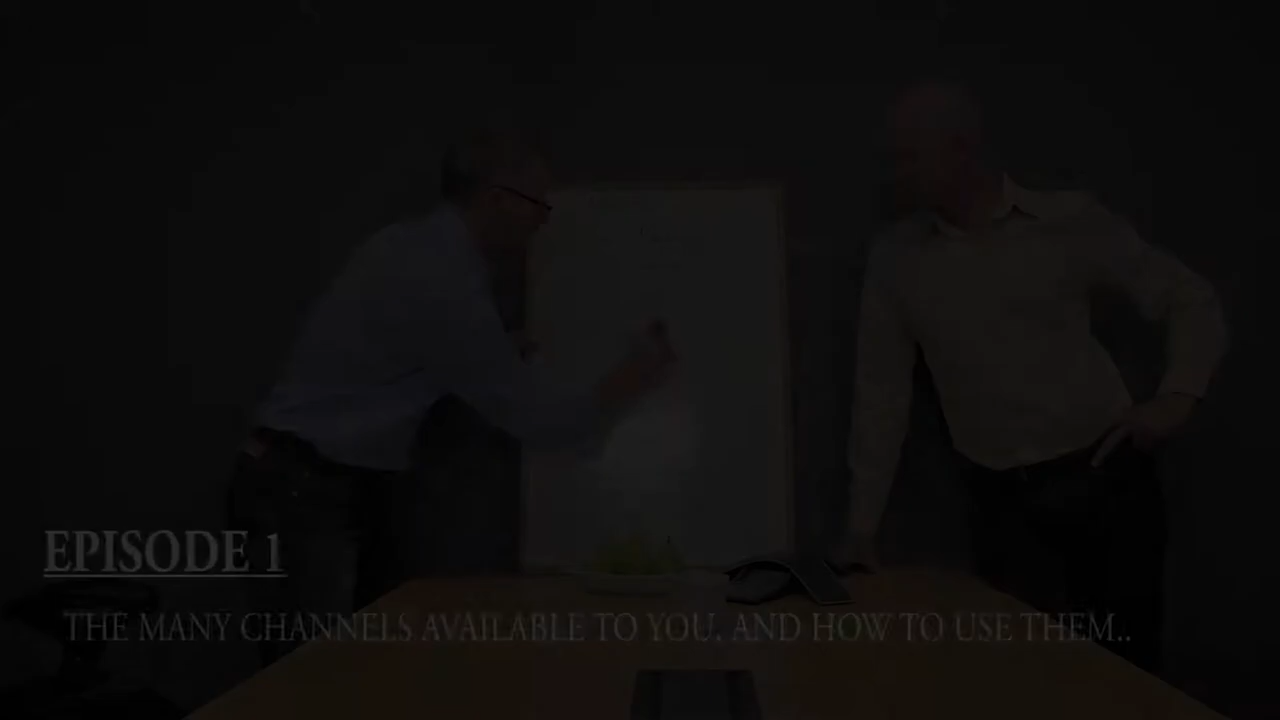 EPISODE 1
THE MANY CHANNELS AVAILABLE TO YOU, AND HOW TO USE THEM..